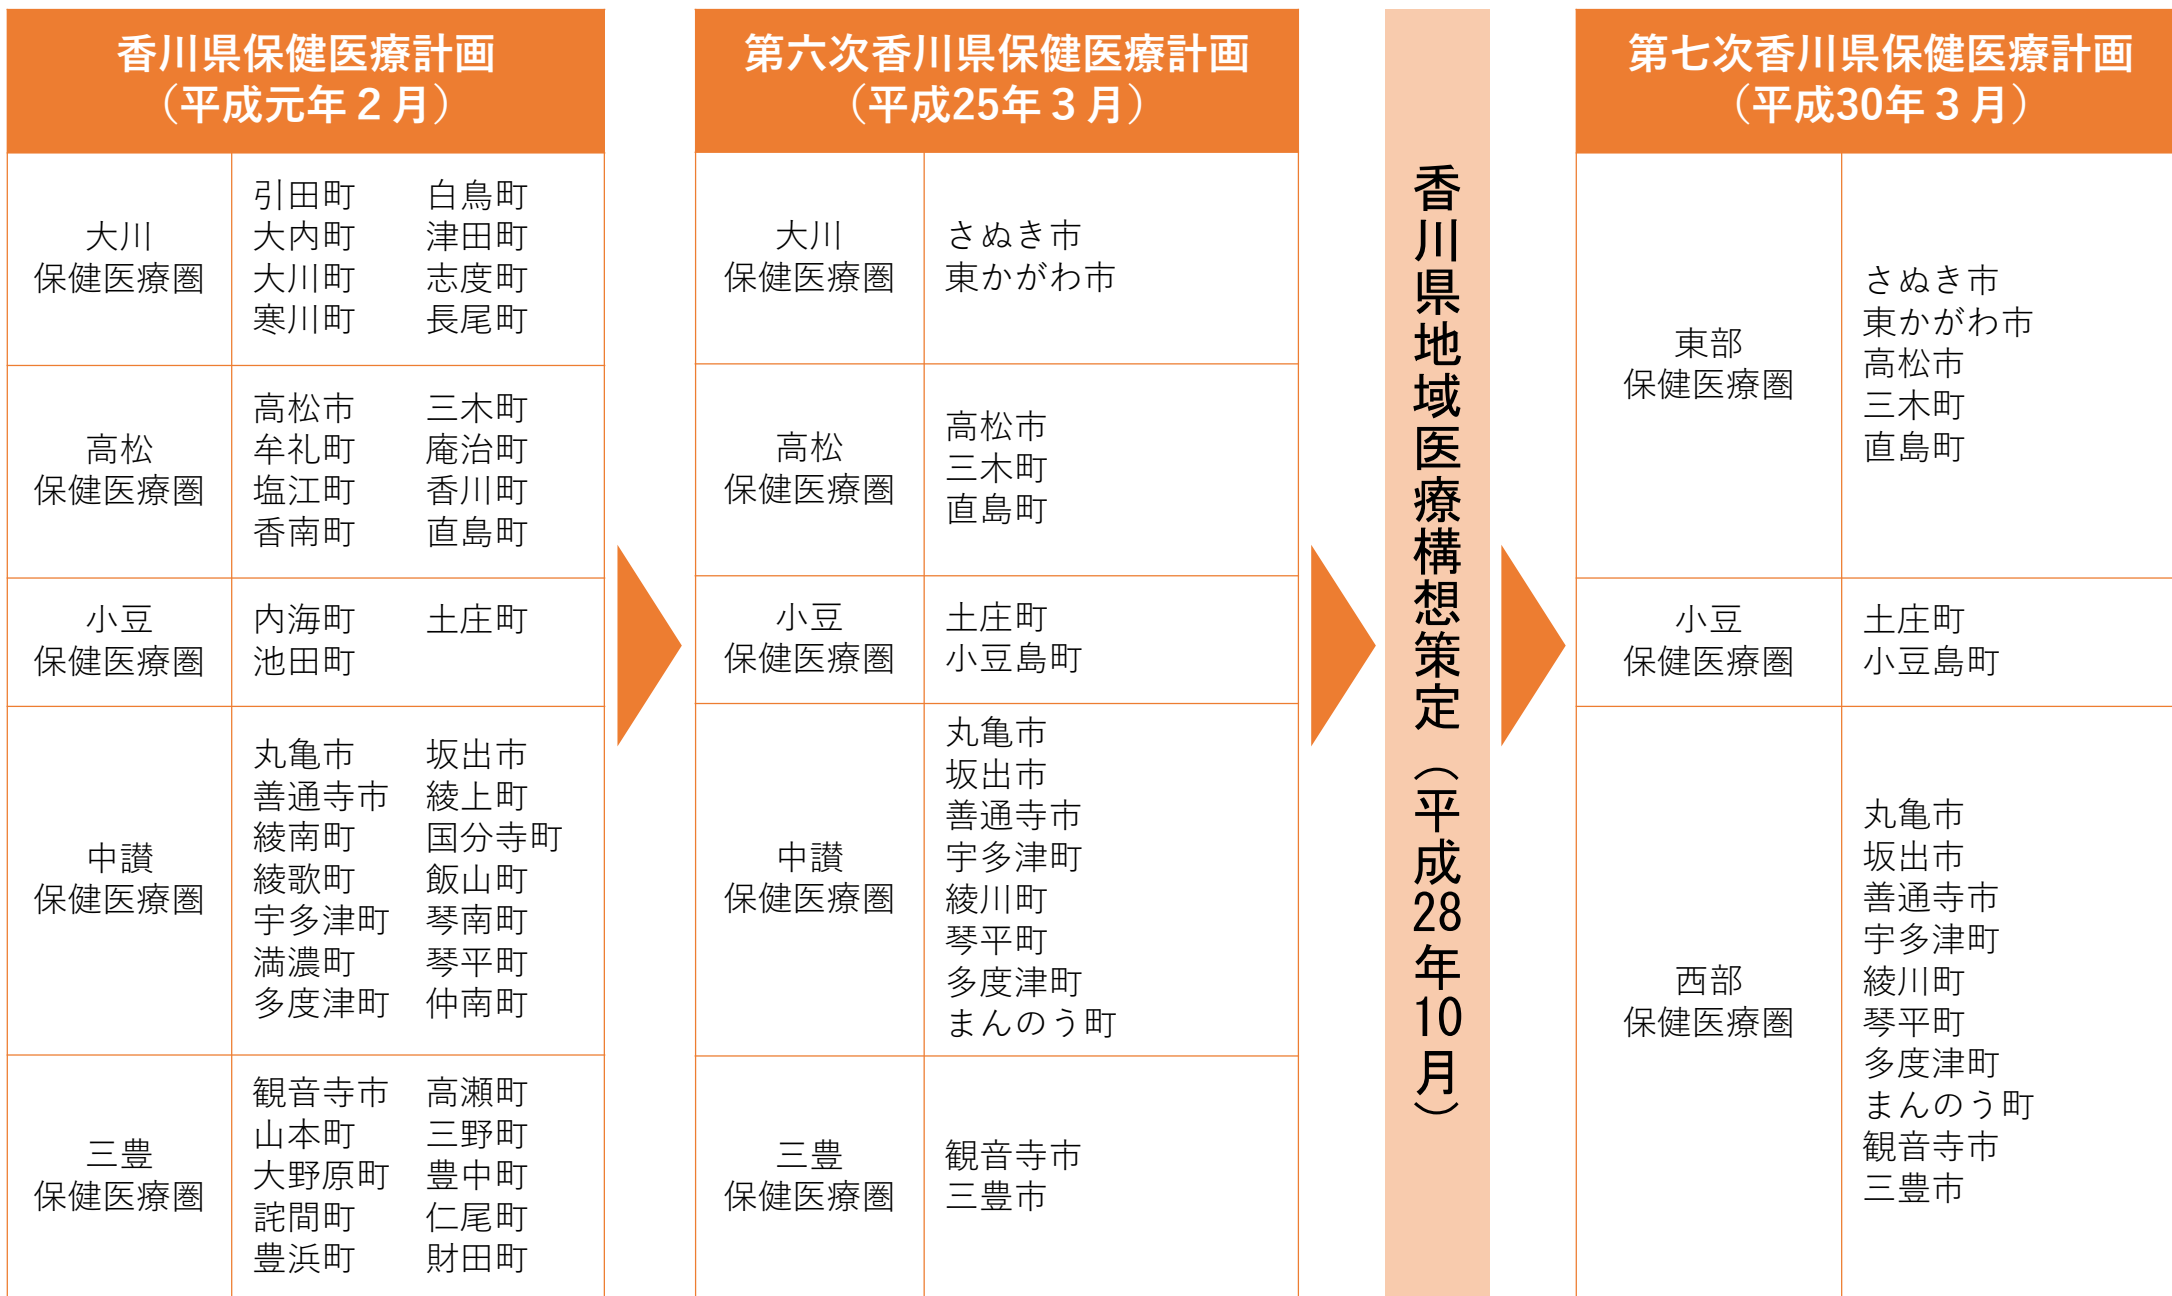 香川県保健医療計画
（平成元年２月）
大川
保健医療圏
引田町　白鳥町
大内町　津田町
大川町　志度町
寒川町　長尾町
高松
保健医療圏
高松市　三木町
牟礼町　庵治町
塩江町　香川町
香南町　直島町
小豆
保健医療圏
内海町　土庄町
池田町
中讃
保健医療圏
丸亀市　坂出市
善通寺市　綾上町
綾南町　国分寺町
綾歌町　飯山町
宇多津町　琴南町
満濃町　琴平町
多度津町　仲南町
三豊
保健医療圏
観音寺市　高瀬町
山本町　三野町
大野原町　豊中町
詫間町　仁尾町
豊浜町　財田町
第六次香川県保健医療計画
（平成25年３月）
大川
保健医療圏
さぬき市
東かがわ市
高松
保健医療圏
高松市
三木町
直島町
小豆
保健医療圏
土庄町
小豆島町
中讃
保健医療圏
丸亀市
坂出市
善通寺市
宇多津町
綾川町
琴平町
多度津町
まんのう町
三豊
保健医療圏
観音寺市
三豊市
香川県地域医療構想策定（平成28年10月）
第七次香川県保健医療計画
（平成30年３月）
東部
保健医療圏
さぬき市
東かがわ市
高松市
三木町
直島町
小豆
保健医療圏
土庄町
小豆島町
西部
保健医療圏
丸亀市
坂出市
善通寺市
宇多津町
綾川町
琴平町
多度津町
まんのう町
観音寺市
三豊市